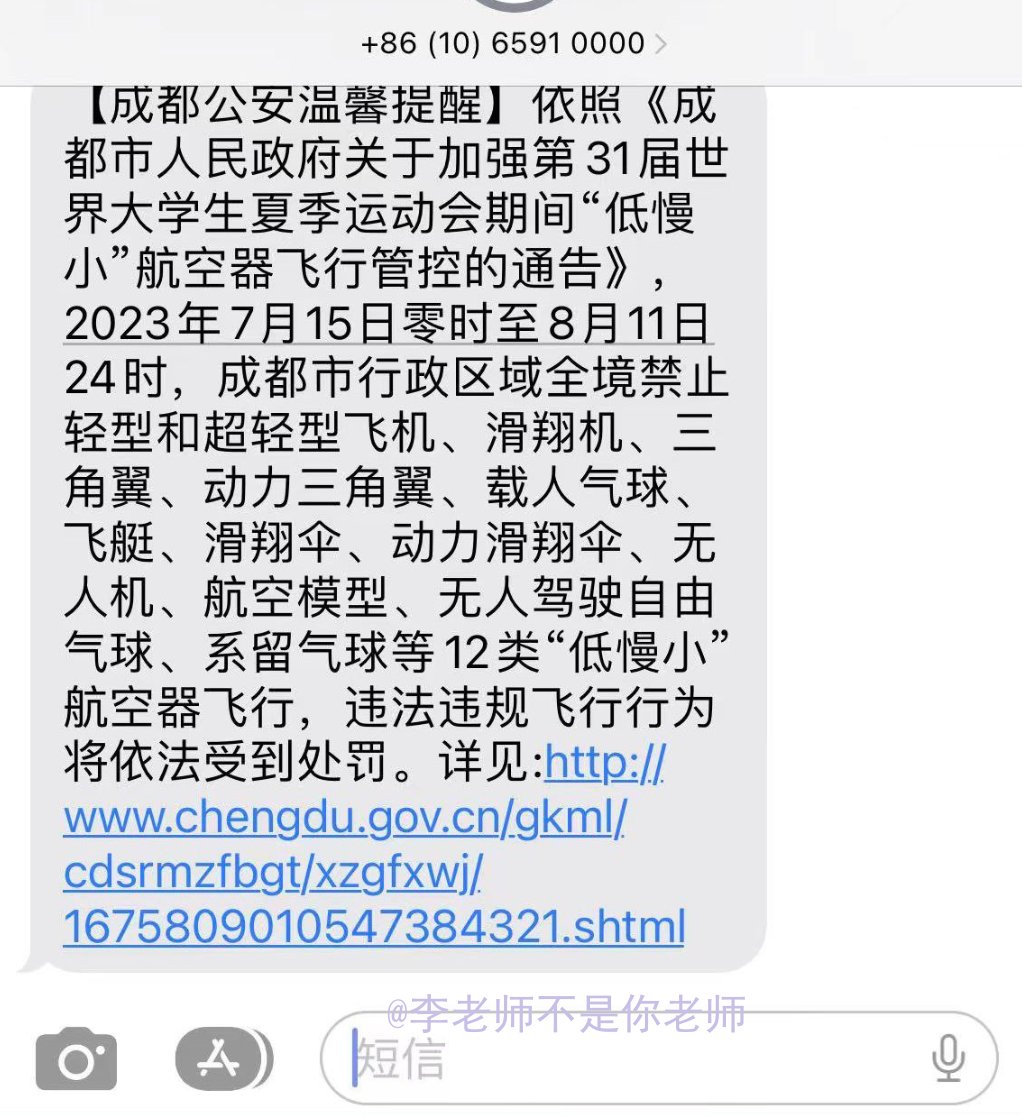 +86 (10) 6591 0000
【成都公安温馨提醒】依照《成
都市人民政府关于加强第31届世
界大学生夏季运动会期间“低慢
小”航空器飞行管控的通告》，
2023年7月15日零时至8月11日
24时，成都市行政区域全境禁止
轻型和超轻型飞机、滑翔机、三
角翼、动力三角翼、载人气球、
飞艇、滑翔伞、动力滑翔伞、无
人机、航空模型、无人驾驶自由
气球、系留气球等12类“低慢小”
航空器飞行，违法违规飞行行为
将依法受到处罚。详见:http://
www.chengdu.gov.cn/gkml/
cdsrmzfbgt/xzgfxwj/
1675809010547384321.shtml
@李老师不是你老师
短信